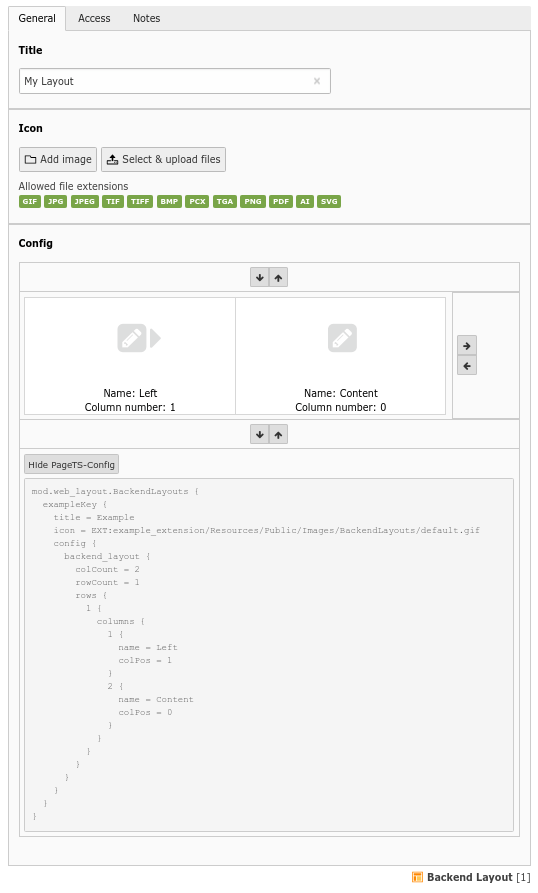 General Access Notes
Title
My Layout
Icon
Add image Select & upload files
Allowed file extensions
GIF JPG JPEG TIF TIFF BMP PCX TGA PNG PDF AI SVG
Config
Name: Left Name: Content
Column number: 1 Column number: 0
Hide PageTS-Config
mod.web_layout.BackendLayouts {
  exampleKey {
    title = Example
    icon = EXT:example_extension/Resources/Public/Images/BackendLayouts/default.gif
    config {
      backend_layout {
        colCount = 2
        rowCount = 1
        rows {
          1 {
            columns {
              1 {
                name = Left
                colPos = 1
              }
              2 {
                name = Content
                colPos = 0
              }
            }
          }
        }
      }
    }
  }
}
Backend Layout [1]